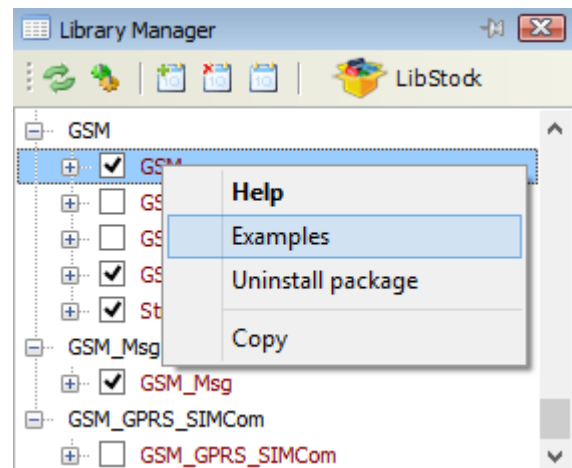 Library Manager
LibStock
GSM
GSM
Help
Examples
Uninstall package
Copy
GSM_Msg
GSM_Msg
GSM_GPRS_SIMCom
GSM_GPRS_SIMCom